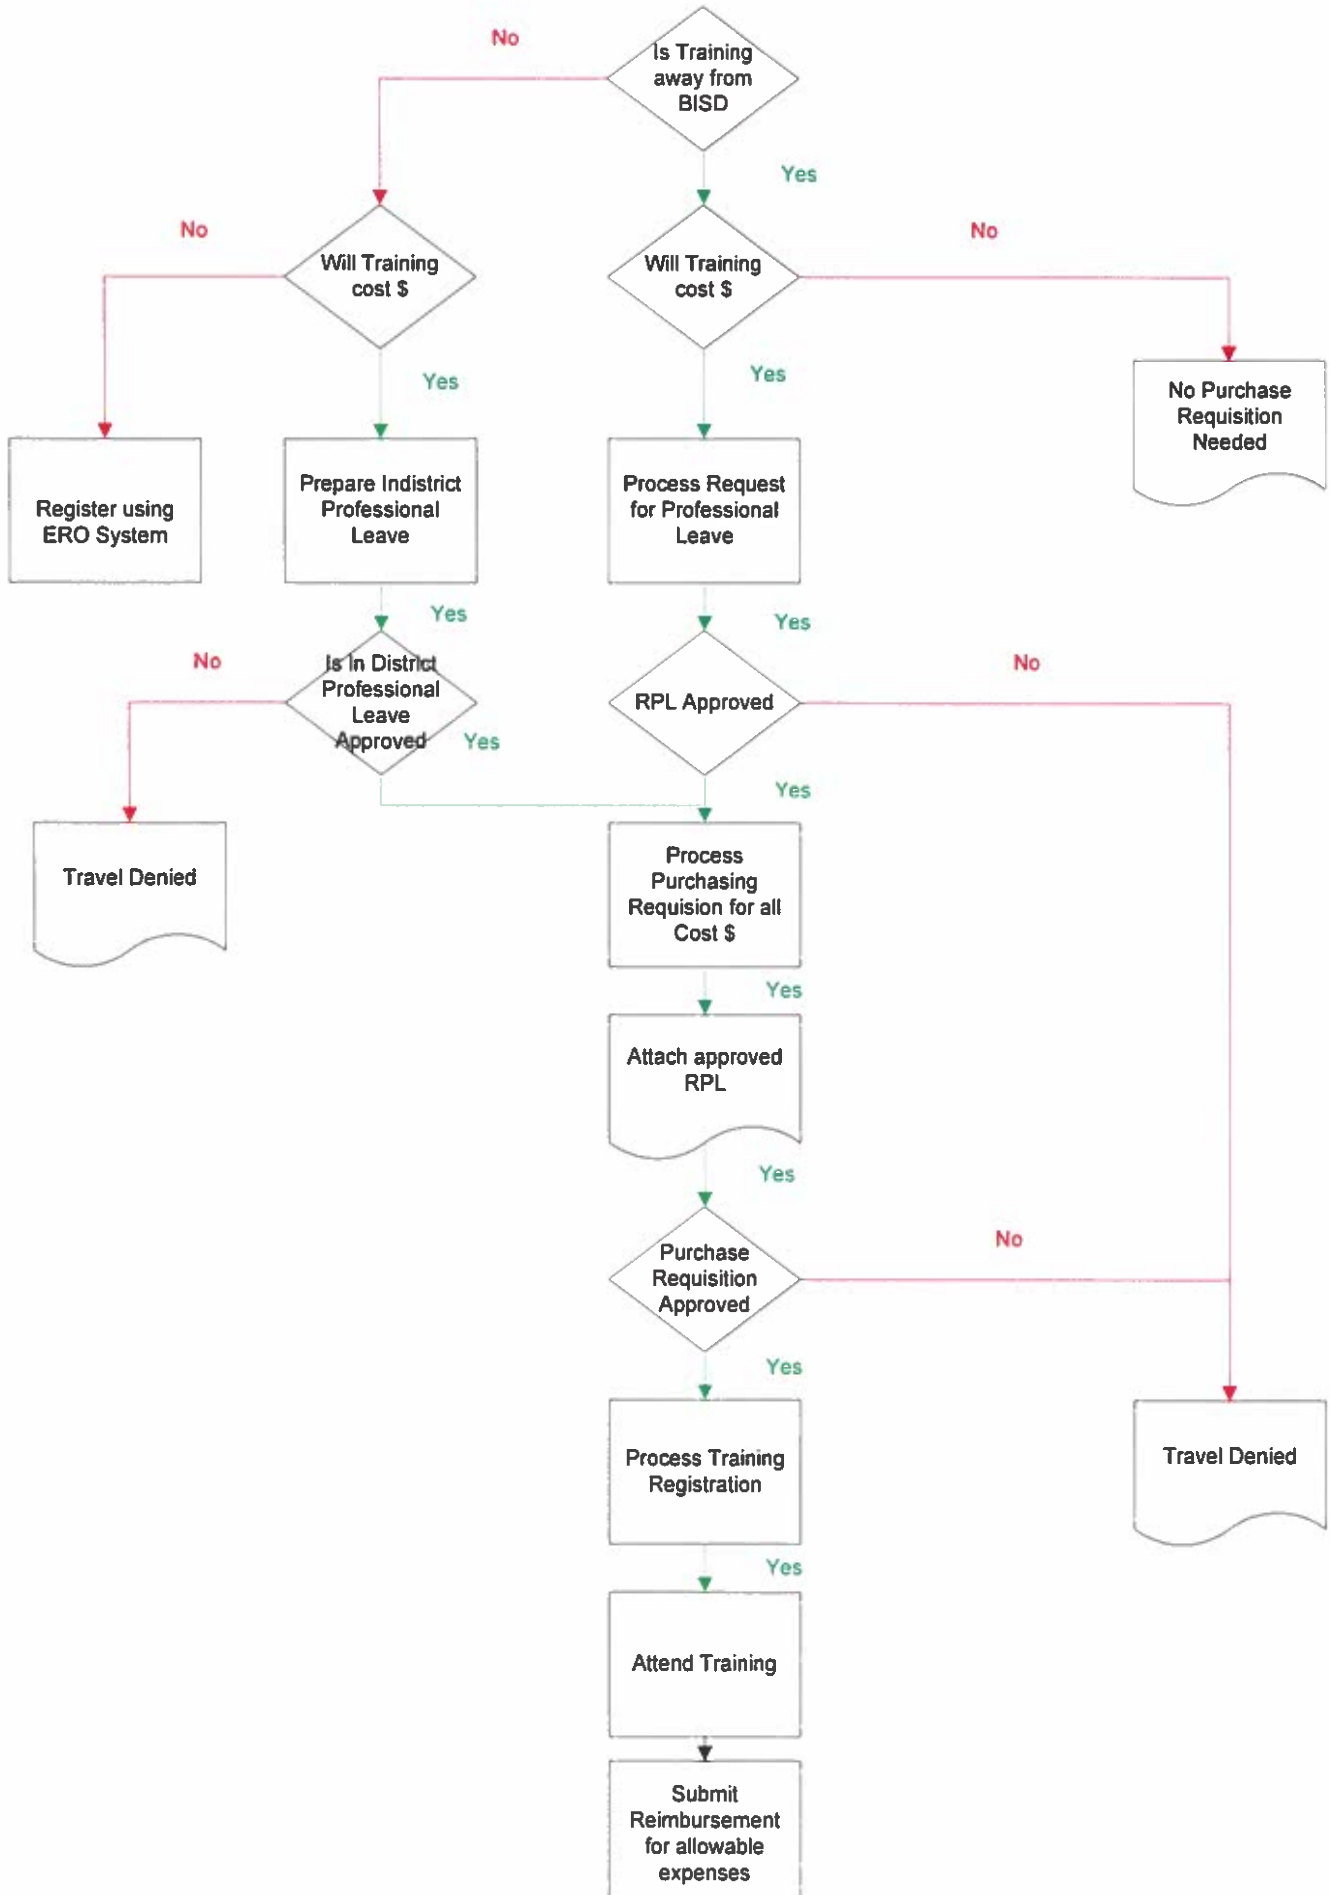 No
Is Training
away from
BISD
Yes
No
Will Training
cost $
Will Training
cost $
No
Yes
Yes
No Purchase
Requisition
Needed
Register using
ERO System
Prepare Indistrict
Professional
Leave
Process Request
for Professional
Leave
Yes
Yes
No
Is In District
Professional
Leave
Approved
Yes
RPL Approved
No
Yes
Travel Denied
Process
Purchasing
Requision for all
Cost $
Yes
Attach approved
RPL
Yes
Purchase
Requisition
Approved
No
Yes
Process Training
Registration
Travel Denied
Yes
Attend Training
Submit
Reimbursement
for allowable
expenses